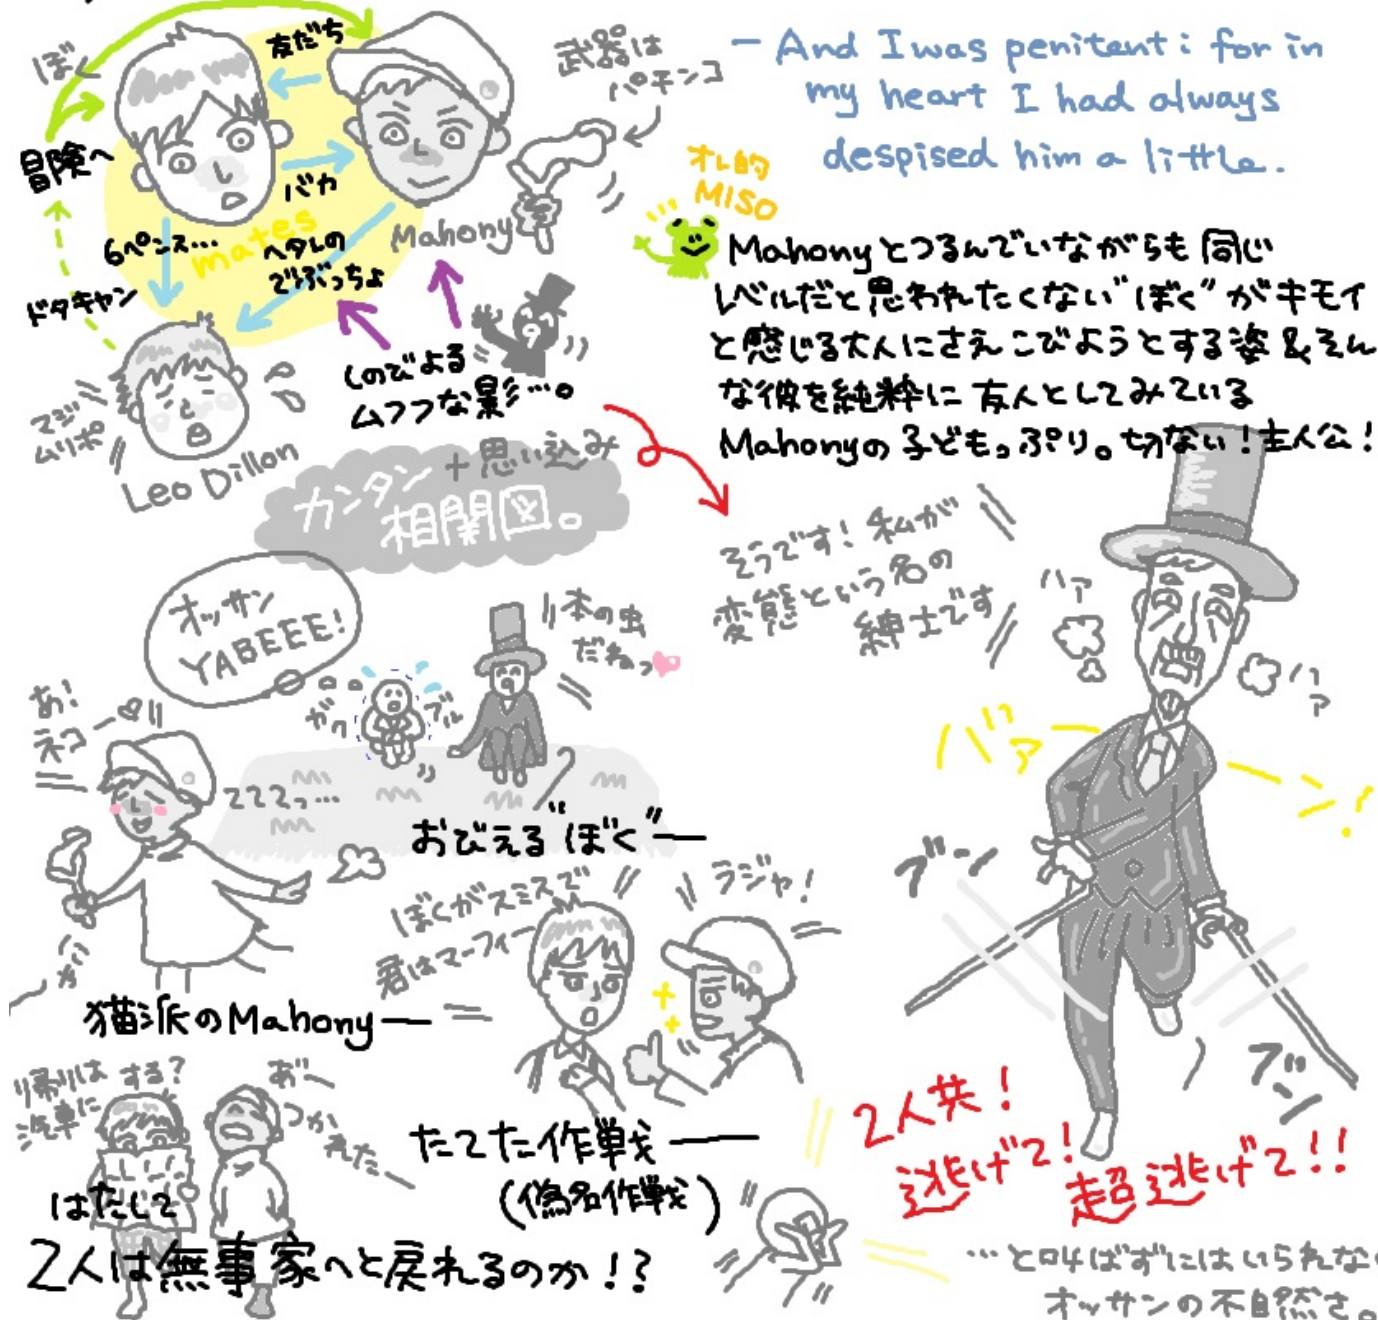 ぼく
友だち
武器は
パチンコ
冒険へ
バカ
Mahony
mates
6ペンス…
ヘタレの
でぶっちょ
ドタキャン
マジ
ムリポ
Leo Dillon
しのびよる
ムフフな影…。
カンタン+思い込み
相関図。
— And I was penitent: for in
my heart I had always
despised him a little.
オレ的
MISO
Mahonyとつるんでいながらも同じ
レベルだと思われたくない“ぼく”がキモイ
と感じる大人にさえこびようとする姿&そん
な彼を純粋に友人としてみている
Mahonyの子どもっぷり。切ない!主人公!
そうです!私が
変態という名の
紳士です
ハァ
ハァ
バァーーン!
ブン
ブン
オッサン
YABEEE!
本の虫
だねっ
ガク
ブル
あ!
ネコ
おびえる“ぼく”—
猫派のMahony—
ぼくがスミスで
君はマーフィー
ラジャ!
たてた作戦—
(偽名作戦)
帰りは
汽車に
する?
あ〜
つか
れた〜
はたして
2人は無事家へと戻れるのか!?
2人共!
逃げて!
超逃げて!!
…と叫ばずにはいられない
オッサンの不自然さ。